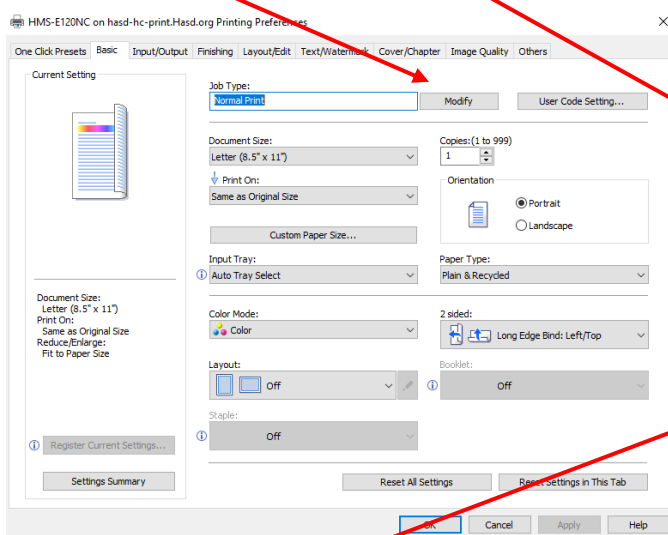 HMS-E120NC on hasd-hc-print.Hasd.org Printing Preferences
One Click Presets Basic Input/Output Finishing Layout/Edit Text/Watermark Cover/Chapter Image Quality Others
Current Setting
Job Type:
Normal Print Modify User Code Setting...
Document Size: Copies:(1 to 999)
Letter (8.5" x 11") 1
Print On: Orientation
Same as Original Size Portrait
Landscape
Custom Paper Size...
Input Tray: Paper Type:
Auto Tray Select Plain & Recycled
Document Size:
Letter (8.5" x 11")
Print On:
Same as Original Size
Reduce/Enlarge:
Fit to Paper Size
Color Mode: 2 sided:
Color Long Edge Bind: Left/Top
Layout: Booklet:
Off Off
Staple:
Off
Register Current Settings...
Settings Summary Reset All Settings Reset Settings in This Tab
OK Cancel Apply Help